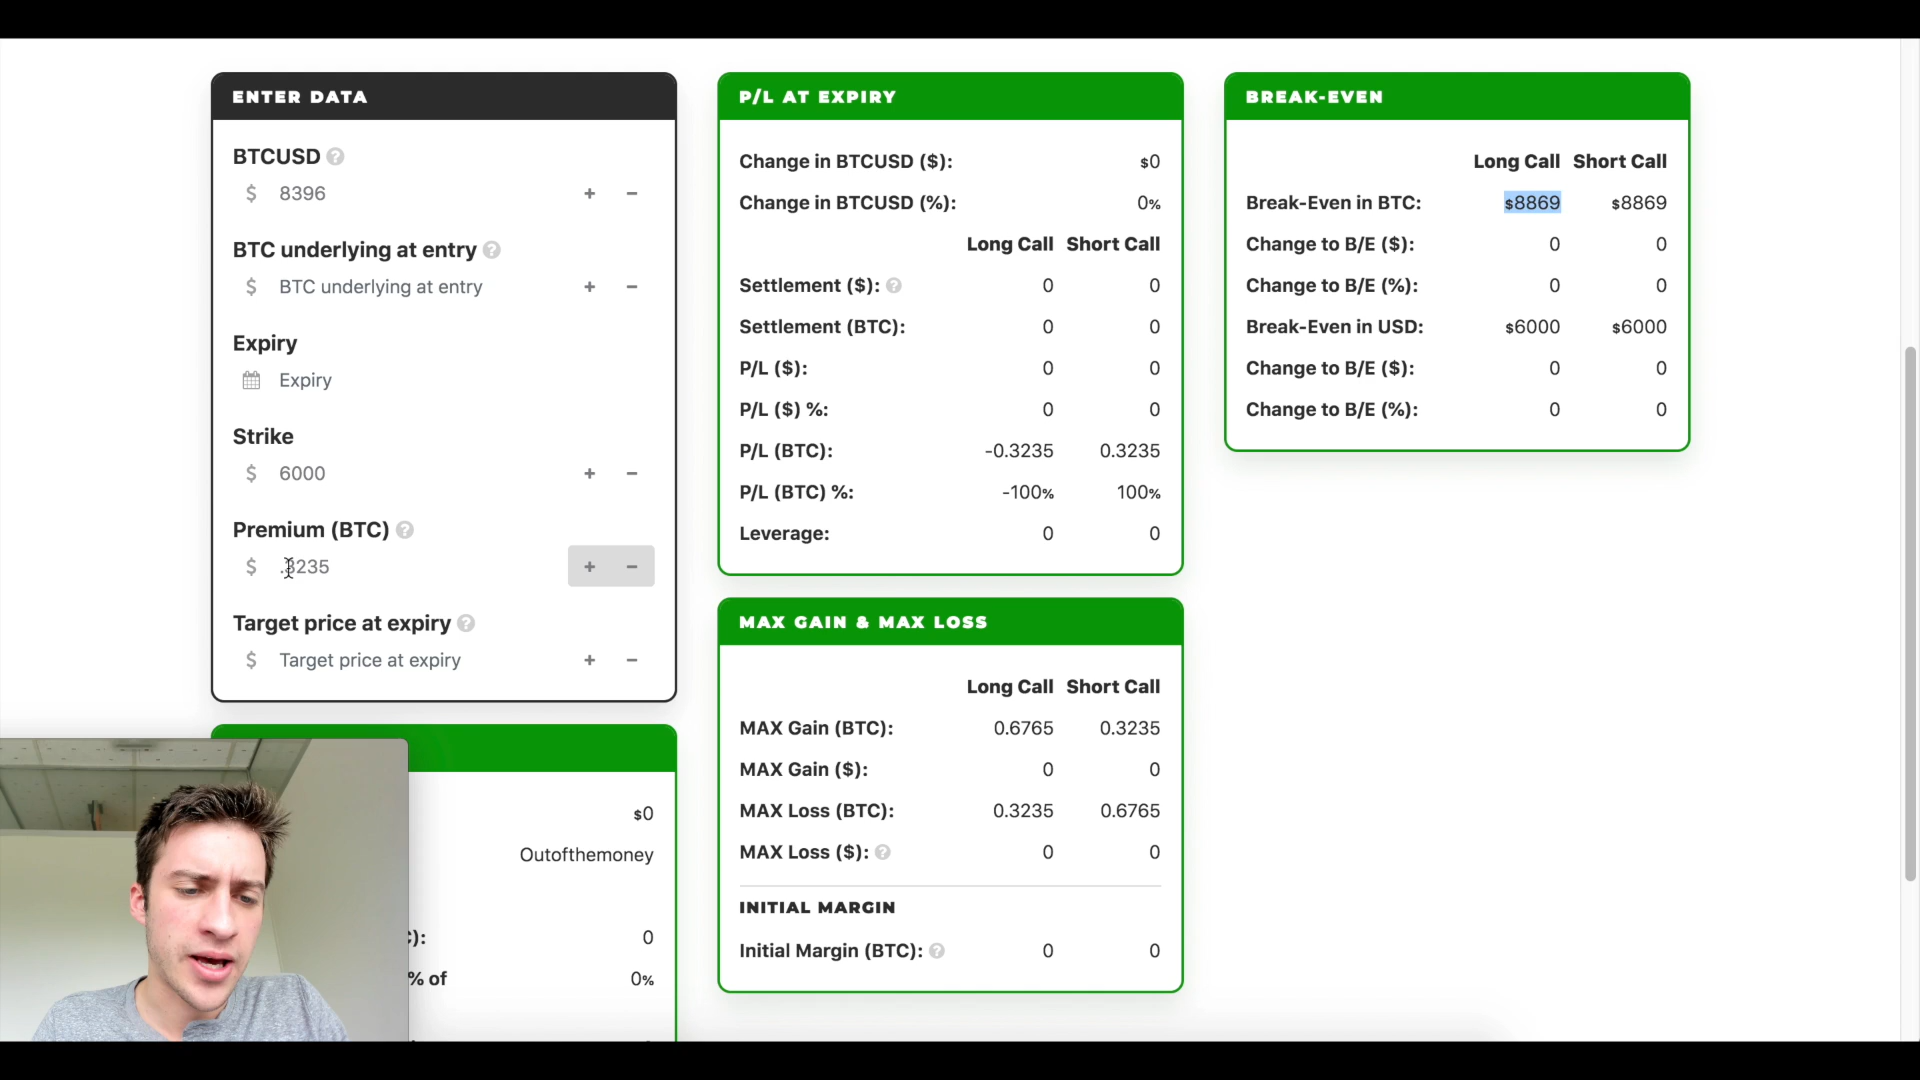 ENTER DATA
BTCUSD ?
$ 8396 + −
BTC underlying at entry ?
$ BTC underlying at entry + −
Expiry
Expiry
Strike
$ 6000 + −
Premium (BTC) ?
$ .3235 + −
Target price at expiry ?
$ Target price at expiry + −
$0
Outofthemoney
C): 0
% of 0%
P/L AT EXPIRY
Change in BTCUSD ($): $0
Change in BTCUSD (%): 0%
Long Call Short Call
Settlement ($): ? 0 0
Settlement (BTC): 0 0
P/L ($): 0 0
P/L ($) %: 0 0
P/L (BTC): -0.3235 0.3235
P/L (BTC) %: -100% 100%
Leverage: 0 0
MAX GAIN & MAX LOSS
Long Call Short Call
MAX Gain (BTC): 0.6765 0.3235
MAX Gain ($): 0 0
MAX Loss (BTC): 0.3235 0.6765
MAX Loss ($): ? 0 0
INITIAL MARGIN
Initial Margin (BTC): ? 0 0
BREAK-EVEN
Long Call Short Call
Break-Even in BTC: $8869 $8869
Change to B/E ($): 0 0
Change to B/E (%): 0 0
Break-Even in USD: $6000 $6000
Change to B/E ($): 0 0
Change to B/E (%): 0 0